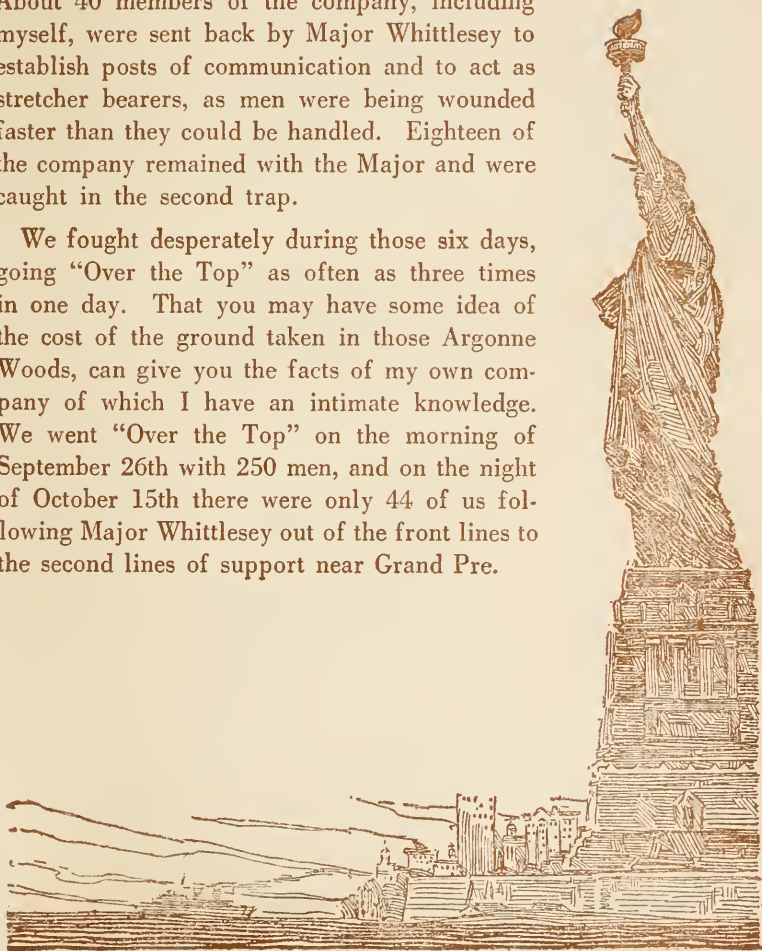 About 40 members of the company, including
myself, were sent back by Major Whittlesey to
establish posts of communication and to act as
stretcher bearers, as men were being wounded
faster than they could be handled. Eighteen of
the company remained with the Major and were
caught in the second trap.
We fought desperately during those six days,
going “Over the Top” as often as three times
in one day. That you may have some idea of
the cost of the ground taken in those Argonne
Woods, can give you the facts of my own com-
pany of which I have an intimate knowledge.
We went “Over the Top” on the morning of
September 26th with 250 men, and on the night
of October 15th there were only 44 of us fol-
lowing Major Whittlesey out of the front lines to
the second lines of support near Grand Pre.